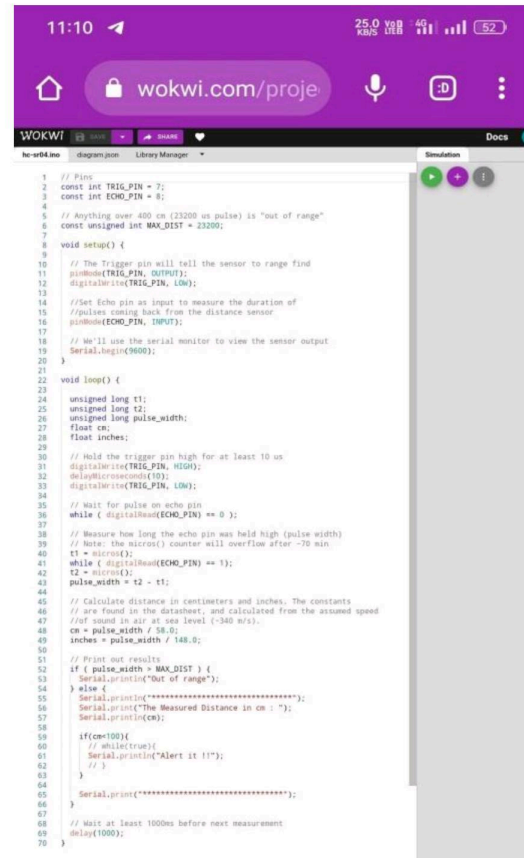 11:10 25.0 KB/S Vo9 LTE B 4G 52
wokwi.com/proje :D
WOKWI SAVE SHARE Docs
hc-sr04.ino diagram.json Library Manager Simulation
1 // Pins
2 const int TRIG_PIN = 7;
3 const int ECHO_PIN = 8;
4
5 // Anything over 400 cm (23200 us pulse) is "out of range"
6 const unsigned int MAX_DIST = 23200;
7
8 void setup() {
9
10 // The Trigger pin will tell the sensor to range find
11 pinMode(TRIG_PIN, OUTPUT);
12 digitalWrite(TRIG_PIN, LOW);
13
14 //Set Echo pin as input to measure the duration of
15 //pulses coming back from the distance sensor
16 pinMode(ECHO_PIN, INPUT);
17
18 // We'll use the serial monitor to view the sensor output
19 Serial.begin(9600);
20 }
21
22 void loop() {
23
24 unsigned long t1;
25 unsigned long t2;
26 unsigned long pulse_width;
27 float cm;
28 float inches;
29
30 // Hold the trigger pin high for at least 10 us
31 digitalWrite(TRIG_PIN, HIGH);
32 delayMicroseconds(10);
33 digitalWrite(TRIG_PIN, LOW);
34
35 // Wait for pulse on echo pin
36 while ( digitalRead(ECHO_PIN) == 0 );
37
38 // Measure how long the echo pin was held high (pulse width)
39 // Note: the micros() counter will overflow after ~70 min
40 t1 = micros();
41 while ( digitalRead(ECHO_PIN) == 1);
42 t2 = micros();
43 pulse_width = t2 - t1;
44
45 // Calculate distance in centimeters and inches. The constants
46 // are found in the datasheet, and calculated from the assumed speed
47 //of sound in air at sea level (~340 m/s).
48 cm = pulse_width / 58.0;
49 inches = pulse_width / 148.0;
50
51 // Print out results
52 if ( pulse_width > MAX_DIST ) {
53 Serial.println("Out of range");
54 } else {
55 Serial.println("********************************");
56 Serial.print("The Measured Distance in cm : ");
57 Serial.println(cm);
58
59 if(cm<100){
60 // while(true){
61 Serial.println("Alert it !!");
62 // }
63 }
64
65 Serial.print("********************************");
66 }
67
68 // Wait at least 1000ms before next measurement
69 delay(1000);
70 }